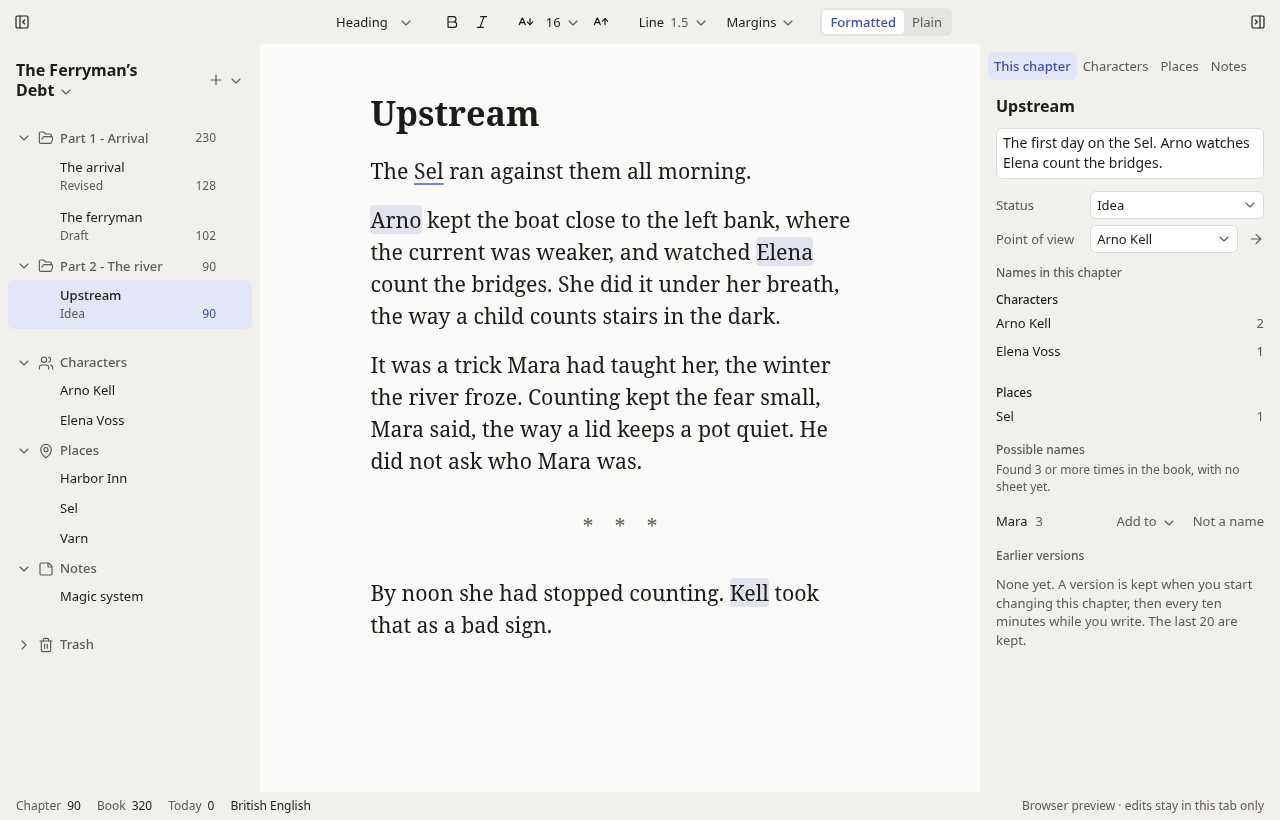 Heading
16
Line 1.5
Margins
Formatted
Plain
The Ferryman’s
Debt
Part 1 - Arrival 230
The arrival
Revised 128
The ferryman
Draft 102
Part 2 - The river 90
Upstream
Idea 90
Characters
Arno Kell
Elena Voss
Places
Harbor Inn
Sel
Varn
Notes
Magic system
Trash
Upstream
The Sel ran against them all morning.
Arno kept the boat close to the left bank, where
the current was weaker, and watched Elena
count the bridges. She did it under her breath,
the way a child counts stairs in the dark.
It was a trick Mara had taught her, the winter
the river froze. Counting kept the fear small,
Mara said, the way a lid keeps a pot quiet. He
did not ask who Mara was.
* * *
By noon she had stopped counting. Kell took
that as a bad sign.
This chapter Characters Places Notes
Upstream
The first day on the Sel. Arno watches
Elena count the bridges.
Status Idea
Point of view Arno Kell
Names in this chapter
Characters
Arno Kell 2
Elena Voss 1
Places
Sel 1
Possible names
Found 3 or more times in the book, with no
sheet yet.
Mara 3 Add to Not a name
Earlier versions
None yet. A version is kept when you start
changing this chapter, then every ten
minutes while you write. The last 20 are
kept.
Chapter 90 Book 320 Today 0 British English
Browser preview · edits stay in this tab only